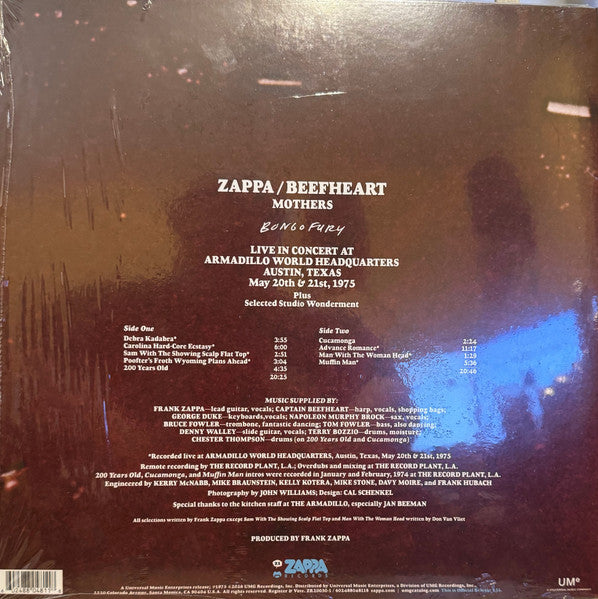 ZAPPA / BEEFHEART
MOTHERS
BONGO FURY
LIVE IN CONCERT AT
ARMADILLO WORLD HEADQUARTERS
AUSTIN, TEXAS
May 20th & 21st, 1975
Plus
Selected Studio Wonderment
Side One
Debra Kadabra* 3:55
Carolina Hard-Core Ecstasy* 6:00
Sam With The Showing Scalp Flat Top* 2:51
Poofter's Froth Wyoming Plans Ahead* 3:04
200 Years Old 4:35
20:25
Side Two
Cucamonga 2:24
Advance Romance* 11:17
Man With The Woman Head* 1:29
Muffin Man* 5:36
20:46
MUSIC SUPPLIED BY:
FRANK ZAPPA—lead guitar, vocals; CAPTAIN BEEFHEART—harp, vocals, shopping bags;
GEORGE DUKE—keyboards, vocals; NAPOLEON MURPHY BROCK—sax, vocals;
BRUCE FOWLER—trombone, fantastic dancing; TOM FOWLER—bass, also dancing;
DENNY WALLEY—slide guitar, vocals; TERRY BOZZIO—drums, moisture;
CHESTER THOMPSON—drums (on 200 Years Old and Cucamonga)
*Recorded live at ARMADILLO WORLD HEADQUARTERS, Austin, Texas, May 20th & 21st, 1975
Remote recording by THE RECORD PLANT, L.A.; Overdubs and mixing at THE RECORD PLANT, L.A.
200 Years Old, Cucamonga, and Muffin Man intros were recorded in January and February, 1974 at THE RECORD PLANT, L.A.
Engineered by KERRY McNABB, MIKE BRAUNSTEIN, KELLY KOTERA, MIKE STONE, DAVY MOIRE, and FRANK HUBACH
Photography by JOHN WILLIAMS; Design: CAL SCHENKEL
Special thanks to the kitchen staff at THE ARMADILLO, especially JAN BEEMAN
All selections written by Frank Zappa except Sam With The Showing Scalp Flat Top and Man With The Woman Head written by Don Van Vliet
PRODUCED BY FRANK ZAPPA
ZAPPA
RECORDS
UMe